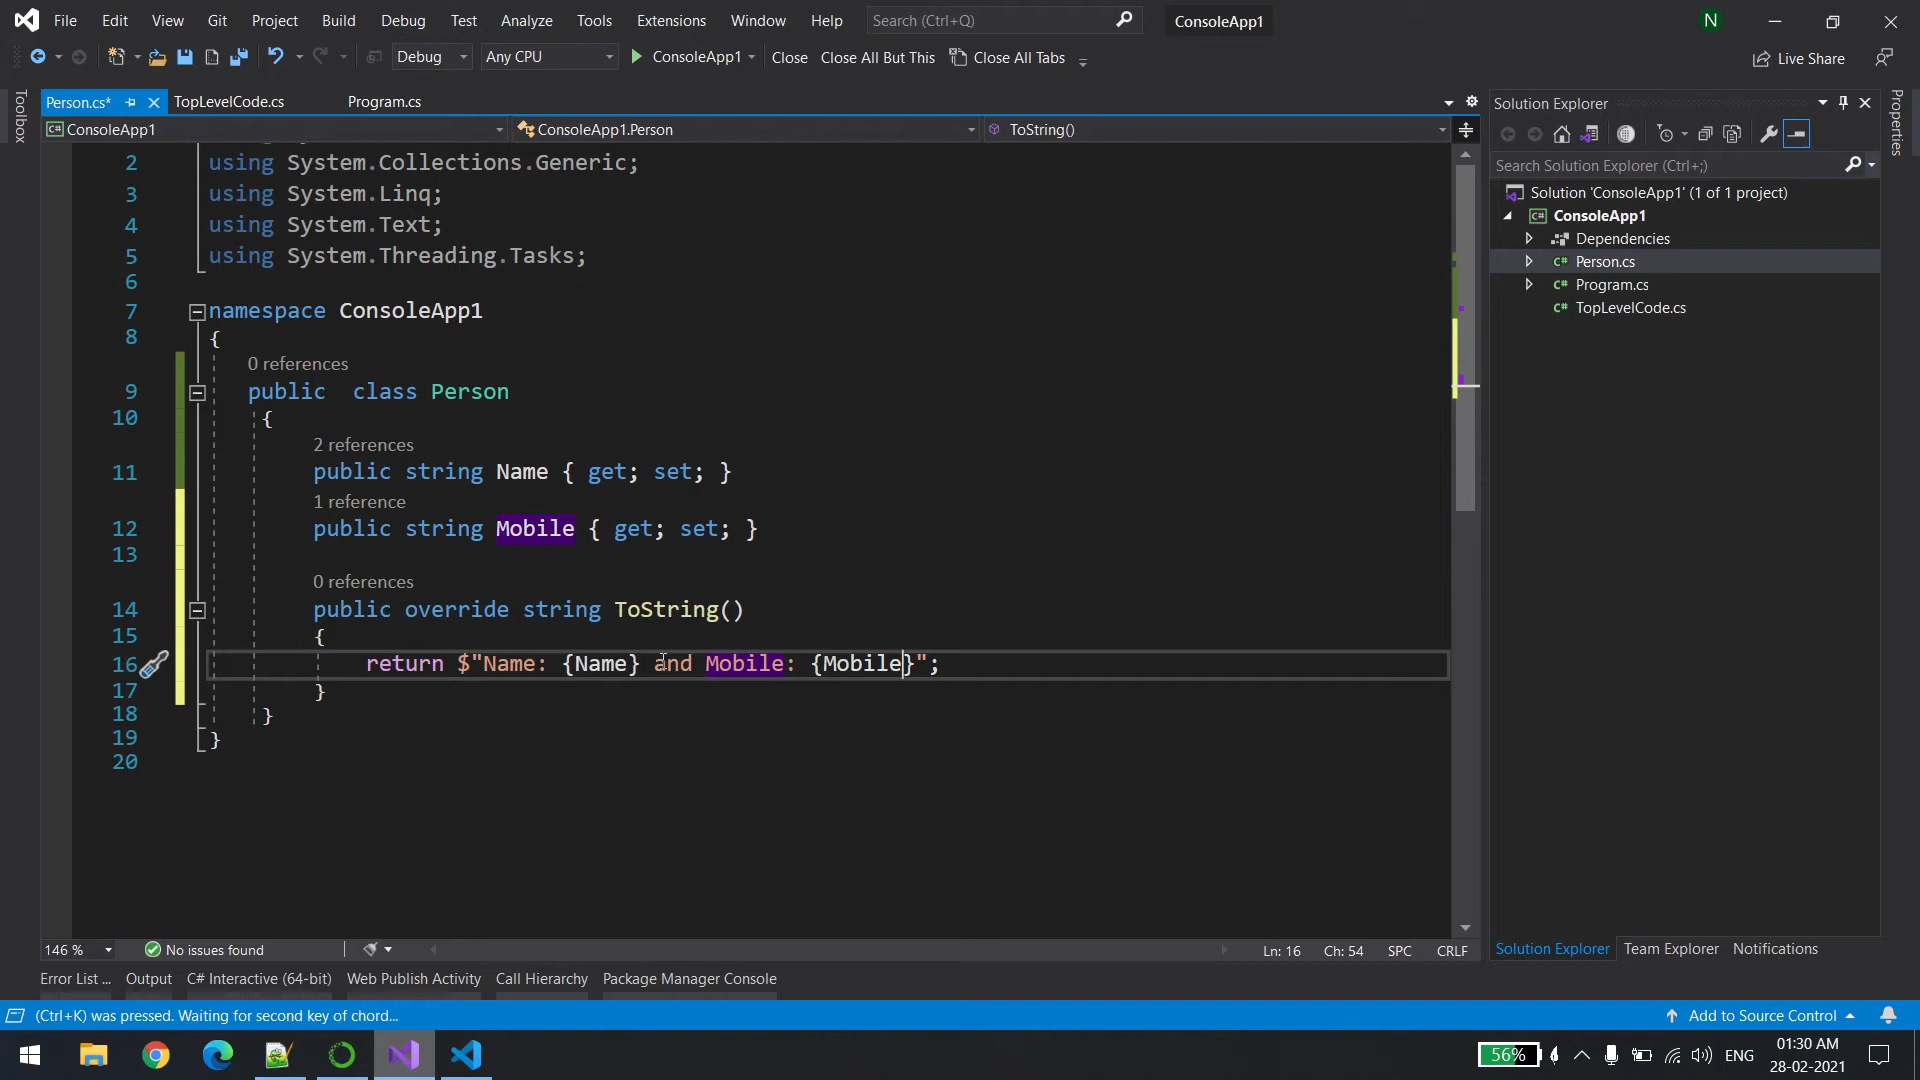 File Edit View Git Project Build Debug Test Analyze Tools Extensions Window Help Search (Ctrl+Q) ConsoleApp1 N
Debug Any CPU ConsoleApp1 Close Close All But This Close All Tabs Live Share
Toolbox
Person.cs* TopLevelCode.cs Program.cs
ConsoleApp1 ConsoleApp1.Person ToString()
2 using System.Collections.Generic;
3 using System.Linq;
4 using System.Text;
5 using System.Threading.Tasks;
6
7 namespace ConsoleApp1
8 {
0 references
9 public  class Person
10 {
2 references
11 public string Name { get; set; }
1 reference
12 public string Mobile { get; set; }
13
0 references
14 public override string ToString()
15 {
16 return $"Name: {Name} and Mobile: {Mobile}";
17 }
18 }
19 }
20
146 % No issues found Ln: 16 Ch: 54 SPC CRLF
Solution Explorer
Search Solution Explorer (Ctrl+;)
Solution 'ConsoleApp1' (1 of 1 project)
C# ConsoleApp1
Dependencies
C# Person.cs
C# Program.cs
C# TopLevelCode.cs
Solution Explorer Team Explorer Notifications
Properties
Error List ... Output C# Interactive (64-bit) Web Publish Activity Call Hierarchy Package Manager Console
(Ctrl+K) was pressed. Waiting for second key of chord... Add to Source Control
56% ENG 01:30 AM
28-02-2021